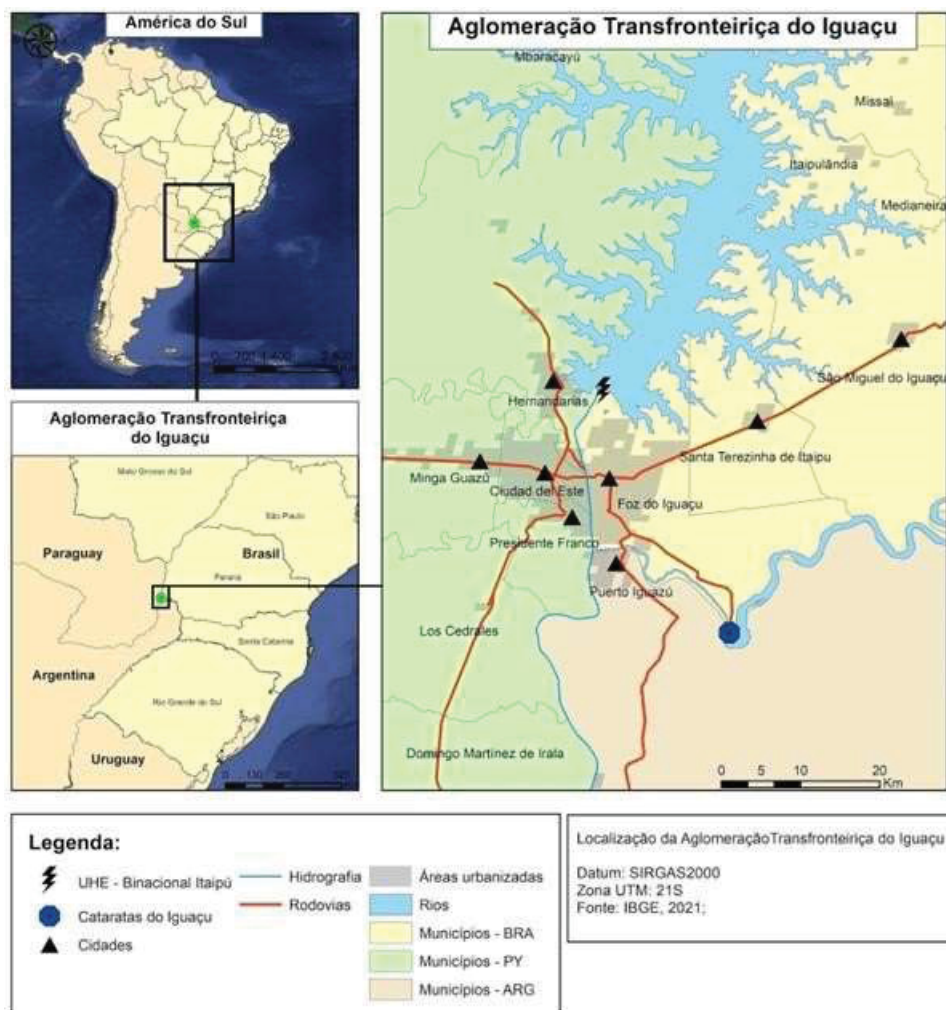 América do Sul
Aglomeração Transfronteiriça do Iguaçu
Mbaracayú
Missal
Itaipulândia
Medianeira
São Miguel do Iguaçu
Hernandarias
Santa Terezinha de Itaipu
Minga Guazú
Ciudad del Este
Foz do Iguaçu
Presidente Franco
Puerto Iguazú
Los Cedrales
Domingo Martínez de Irala
0 5 10 20
Km
Aglomeração Transfronteiriça
do Iguaçu
Mato Grosso do Sul
São Paulo
Paraguay
Brasil
Paraná
Santa Catarina
Argentina
Rio Grande do Sul
Uruguay
Legenda:
UHE - Binacional Itaipú
Cataratas do Iguaçu
Cidades
Hidrografia
Rodovias
Áreas urbanizadas
Rios
Municípios - BRA
Municípios - PY
Municípios - ARG
Localização da AglomeraçãoTransfronteiriça do Iguaçu
Datum: SIRGAS2000
Zona UTM: 21S
Fonte: IBGE, 2021;